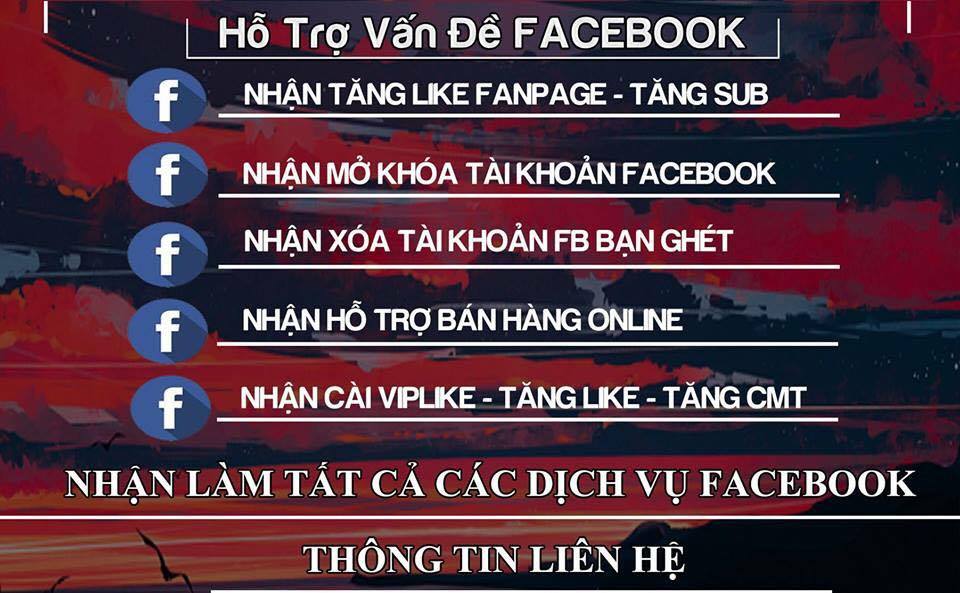 Hỗ Trợ Vấn Đề FACEBOOK
NHẬN TĂNG LIKE FANPAGE - TĂNG SUB
NHẬN MỞ KHÓA TÀI KHOẢN FACEBOOK
NHẬN XÓA TÀI KHOẢN FB BẠN GHÉT
NHẬN HỖ TRỢ BÁN HÀNG ONLINE
NHẬN CÀI VIPLIKE - TĂNG LIKE - TĂNG CMT
NHẬN LÀM TẤT CẢ CÁC DỊCH VỤ FACEBOOK
THÔNG TIN LIÊN HỆ